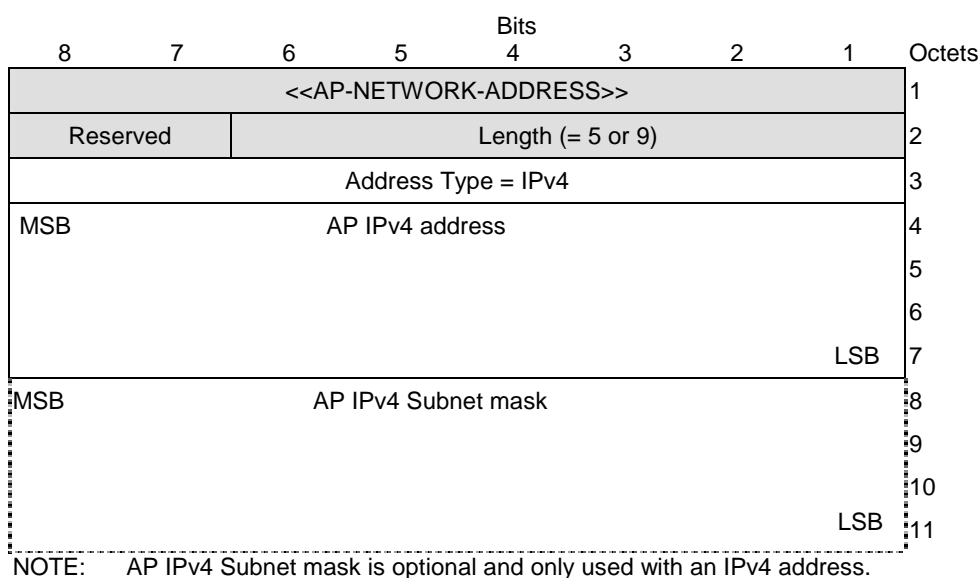 Bits
8 7 6 5 4 3 2 1 Octets
<<AP-NETWORK-ADDRESS>> 1
Reserved Length (= 5 or 9) 2
Address Type = IPv4 3
MSB AP IPv4 address 4
5
6
LSB 7
MSB AP IPv4 Subnet mask 8
9
10
LSB 11
NOTE: AP IPv4 Subnet mask is optional and only used with an IPv4 address.